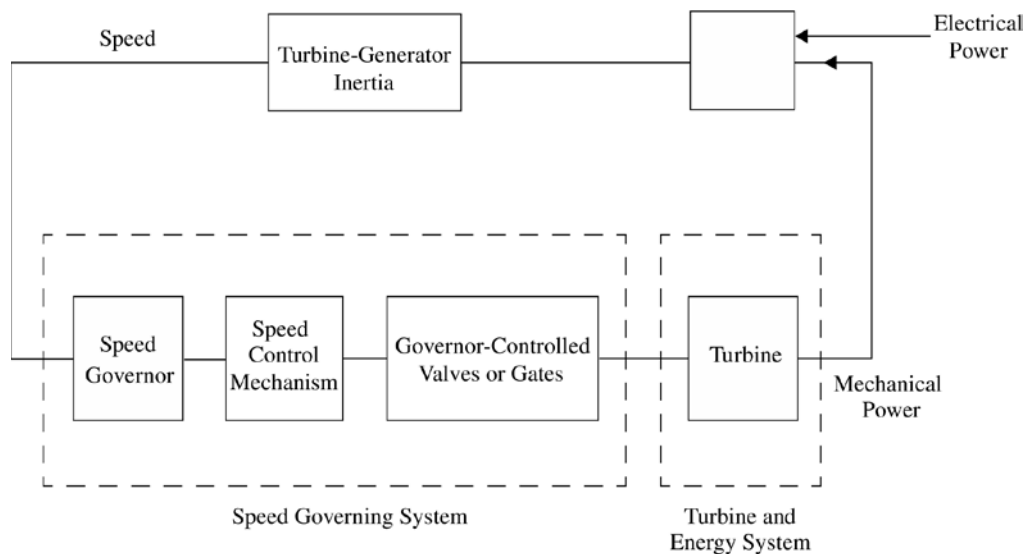 Speed
Turbine-Generator
Inertia
Electrical
Power
Speed
Governor
Speed
Control
Mechanism
Governor-Controlled
Valves or Gates
Turbine
Mechanical
Power
Speed Governing System
Turbine and
Energy System